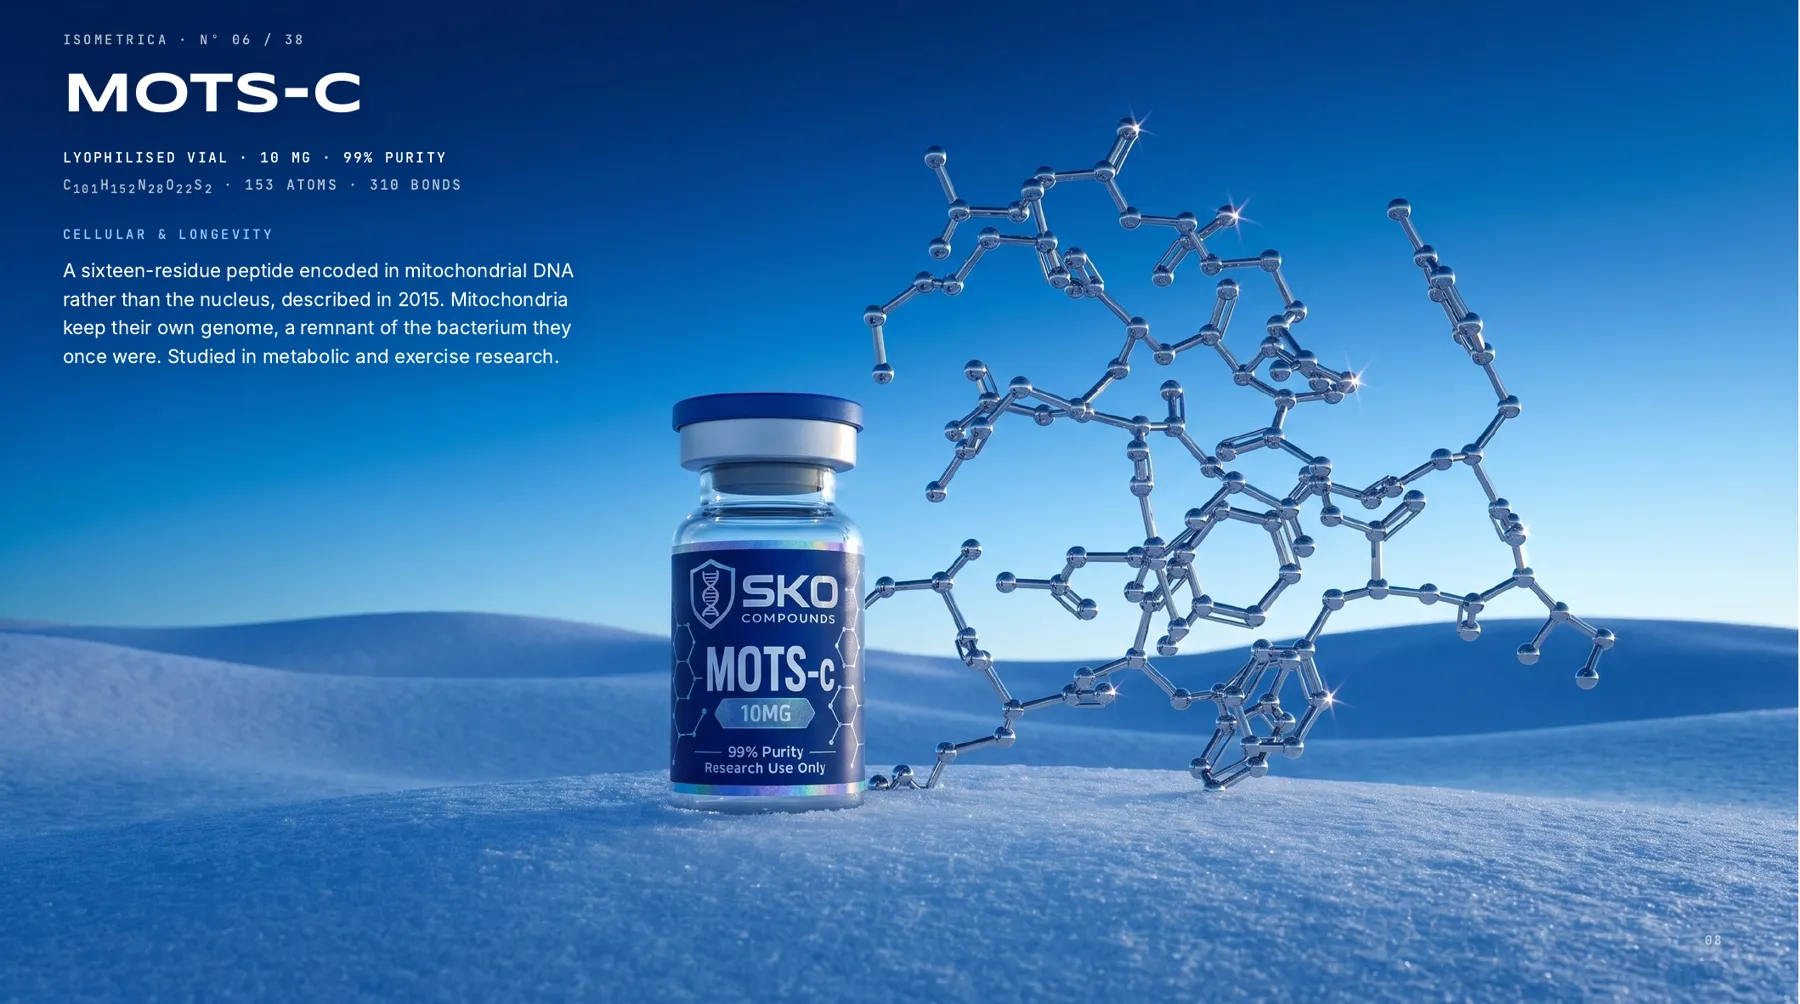 ISOMETRICA · N° 06 / 38
MOTS-C
LYOPHILISED VIAL · 10 MG · 99% PURITY
C₁₀₁H₁₅₂N₂₈O₂₂S₂ · 153 ATOMS · 310 BONDS
CELLULAR & LONGEVITY
A sixteen-residue peptide encoded in mitochondrial DNA
rather than the nucleus, described in 2015. Mitochondria
keep their own genome, a remnant of the bacterium they
once were. Studied in metabolic and exercise research.
SKO
COMPOUNDS
MOTS-c
10MG
99% Purity
Research Use Only
08